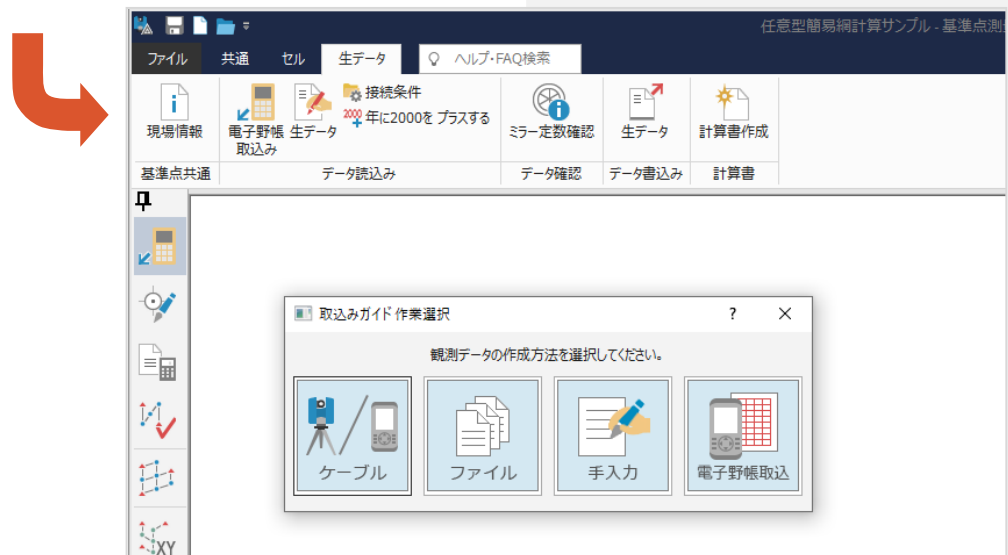 任意型簡易網計算サンプル - 基準点測
ファイル 共通 セル 生データ ヘルプ・FAQ検索
接続条件
2000 年に2000を プラスする
現場情報 電子野帳 生データ ミラー定数確認 生データ 計算書作成
取込み
基準点共通 データ読込み データ確認 データ書込み 計算書
取込みガイド 作業選択 ?
観測データの作成方法を選択してください。
ケーブル ファイル 手入力 電子野帳取込
XY